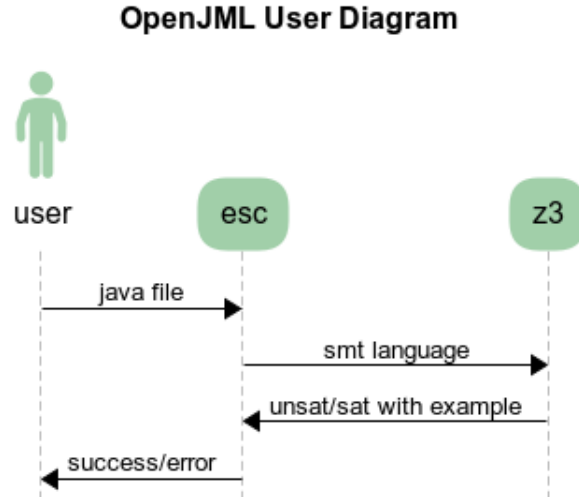 OpenJML User Diagram
user
esc
z3
java file
smt language
unsat/sat with example
success/error